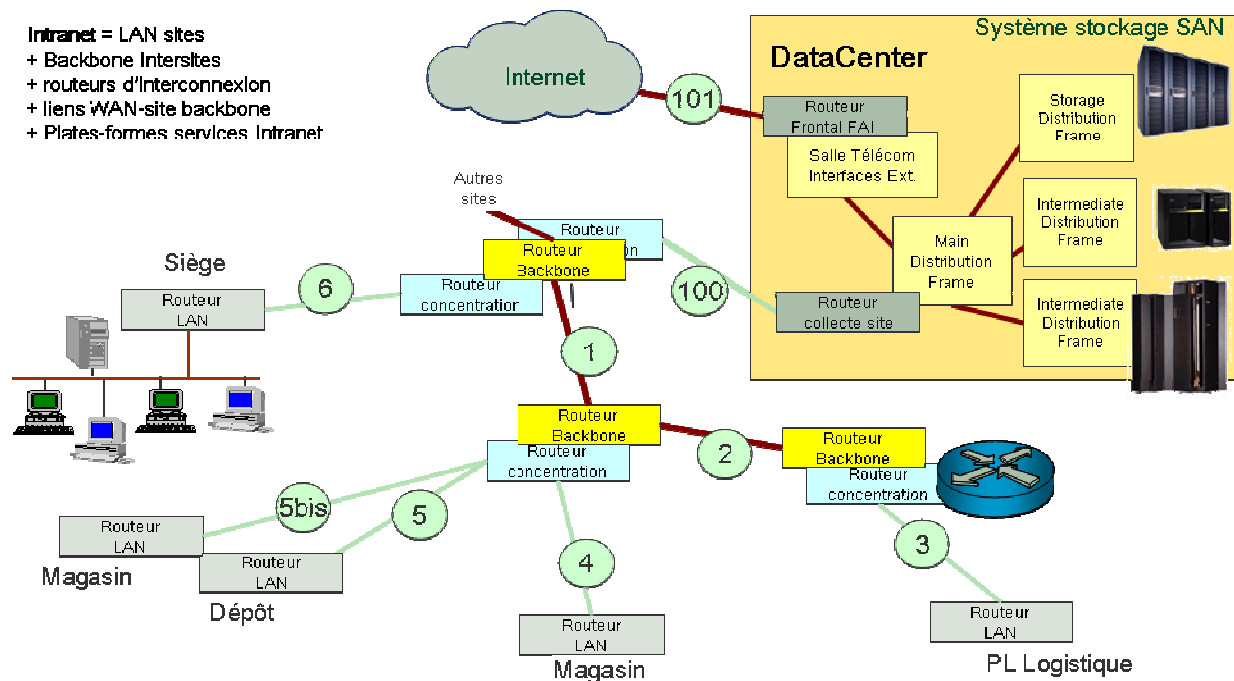 Intranet = LAN sites
+ Backbone Intersites
+ routeurs d'interconnexion
+ liens WAN-site backbone
+ Plates-formes services Intranet
Internet
101
Système stockage SAN
DataCenter
Routeur
Frontal FAI
Salle Télécom
Interfaces Ext.
Storage
Distribution
Frame
Intermediate
Distribution
Frame
Main
Distribution
Frame
Intermediate
Distribution
Frame
Routeur
collecte site
100
Autres
sites
Routeur
Routeur
Backbone
Routeur
concentration
Siège
Routeur
LAN
6
1
Routeur
Backbone
Routeur
concentration
2
Routeur
Backbone
Routeur
concentration
5bis
5
4
3
Routeur
LAN
Magasin
Routeur
LAN
Dépôt
Routeur
LAN
Magasin
Routeur
LAN
PL Logistique